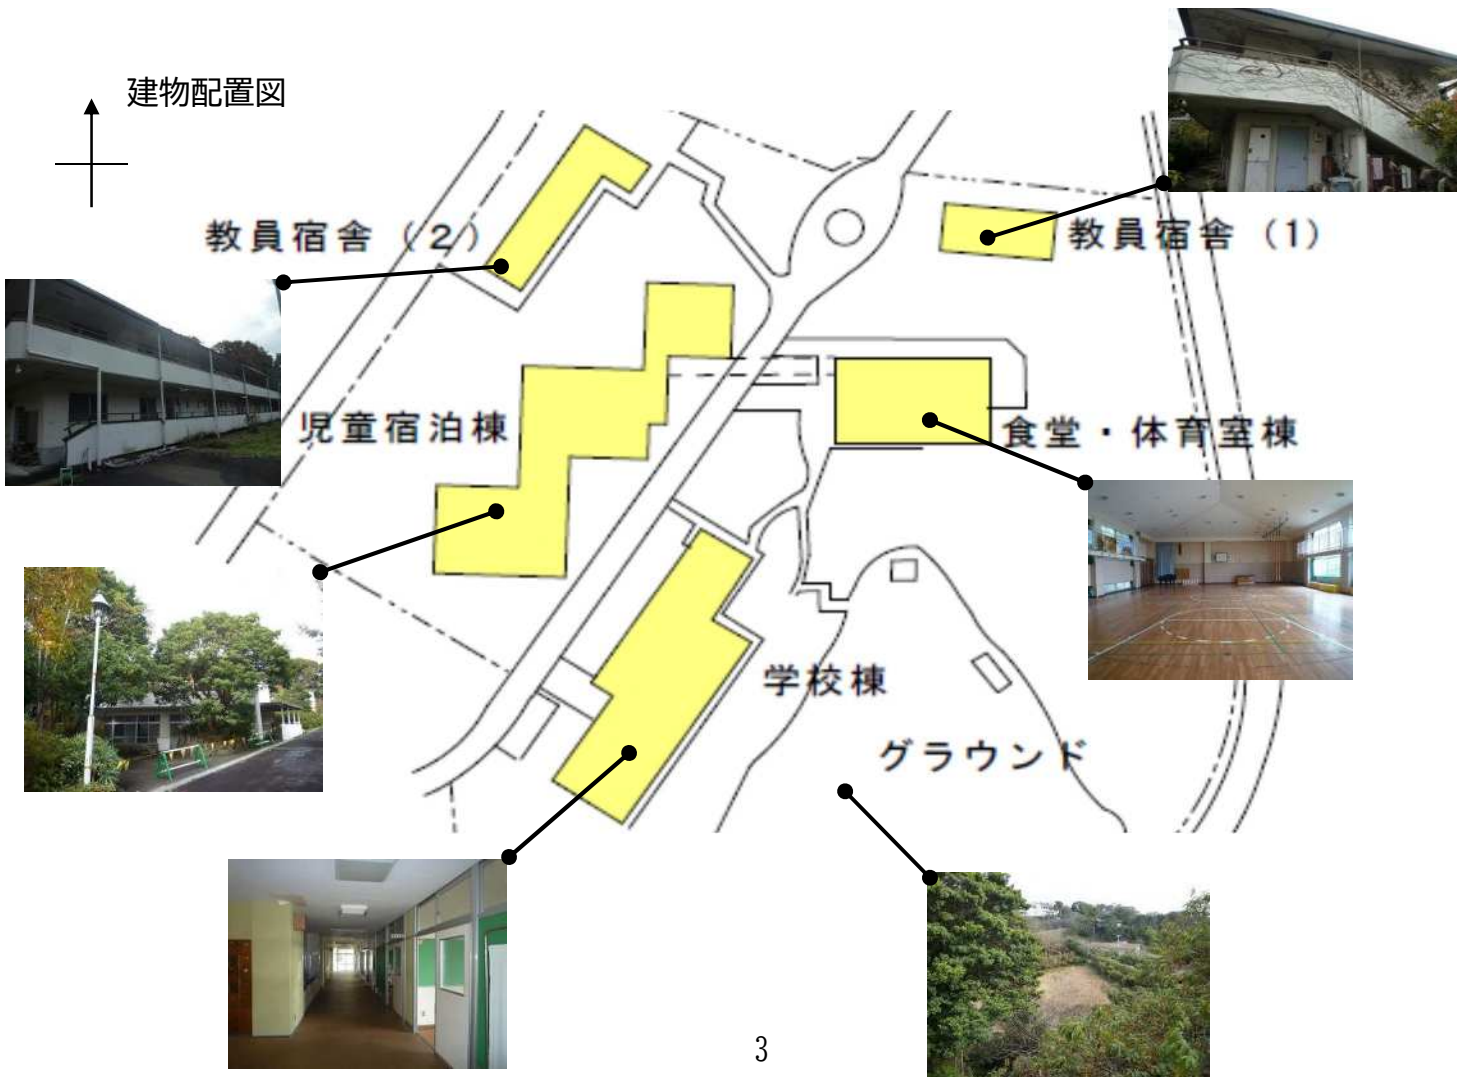 建物配置図
教員宿舎（２）
教員宿舎（1）
児童宿泊棟
食堂・体育室棟
学校棟
グラウンド
3